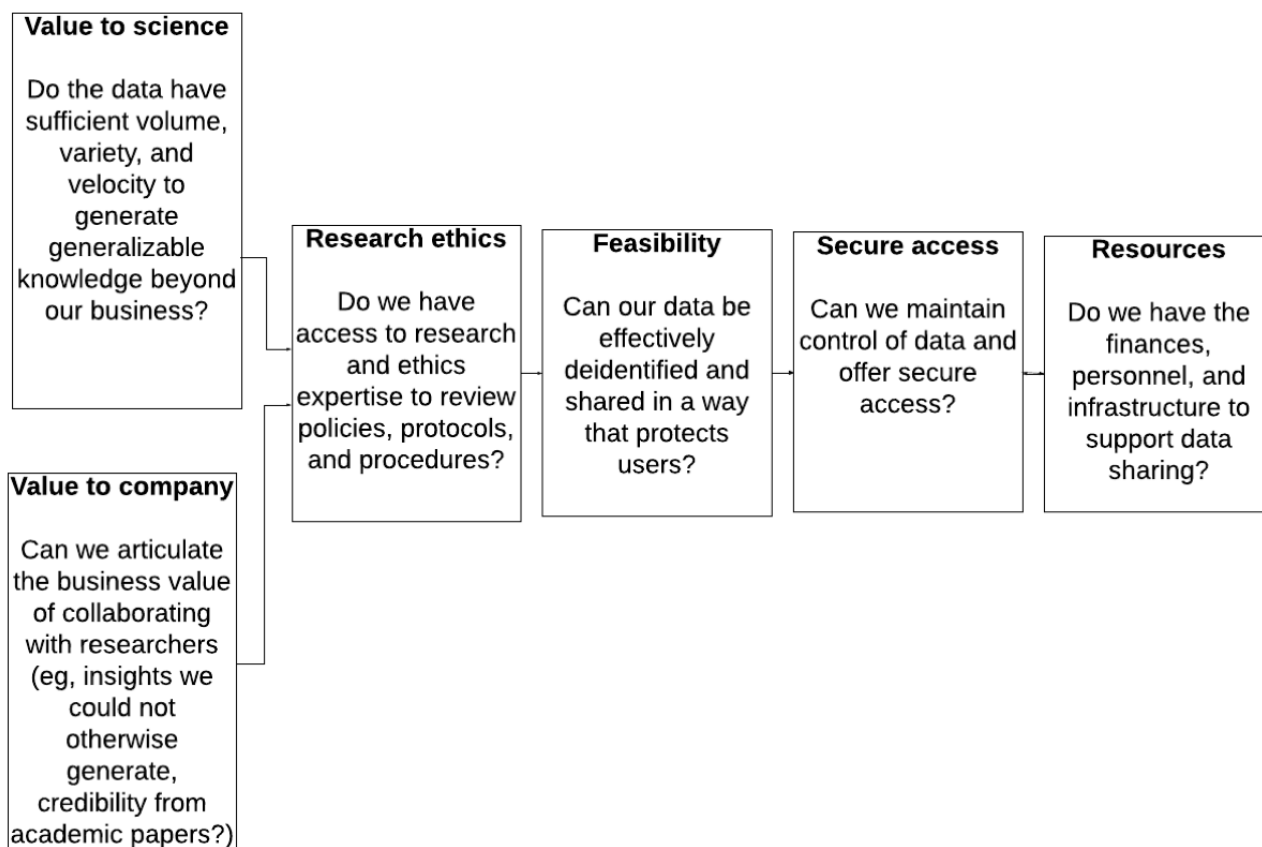 Value to science
Do the data have
sufficient volume,
variety, and
velocity to
generate
generalizable
knowledge beyond
our business?
Value to company
Can we articulate
the business value
of collaborating
with researchers
(eg, insights we
could not
otherwise
generate,
credibility from
academic papers?)
Research ethics
Do we have
access to research
and ethics
expertise to review
policies, protocols,
and procedures?
Feasibility
Can our data be
effectively
deidentified and
shared in a way
that protects
users?
Secure access
Can we maintain
control of data and
offer secure
access?
Resources
Do we have the
finances,
personnel, and
infrastructure to
support data
sharing?